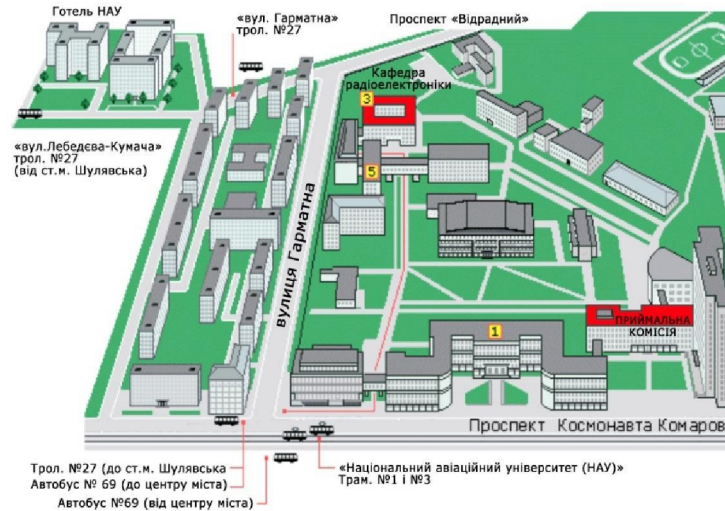 Готель НАУ
«вул. Гарматна»
трол. №27
Проспект «Відрадний»
Кафедра
радіоелектроніки
3
«вул.Лебедєва-Кумача»
трол. №27
(від ст.м. Шулявська)
5
вулиця Гарматна
1
ПРИЙМАЛЬНА
КОМІСІЯ
Проспект Космонавта Комаров
Трол. №27 (до ст.м. Шулявська
Автобус № 69 (до центру міста)
Автобус №69 (від центру міста)
«Національний авіаційний університет (НАУ)»
Трам. №1 і №3